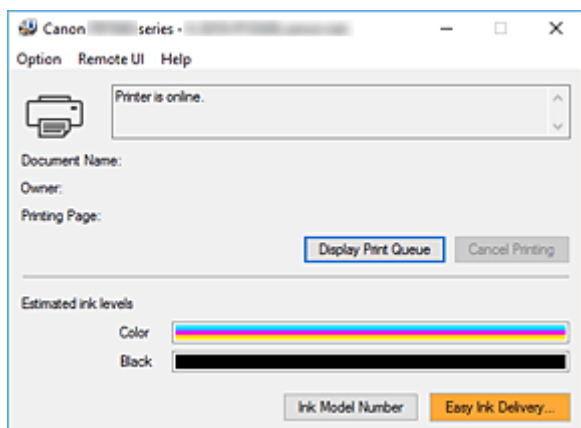 Canon series -
Option Remote UI Help
Printer is online.
Document Name:
Owner:
Printing Page:
Display Print Queue Cancel Printing
Estimated ink levels
Color
Black
Ink Model Number Easy Ink Delivery...